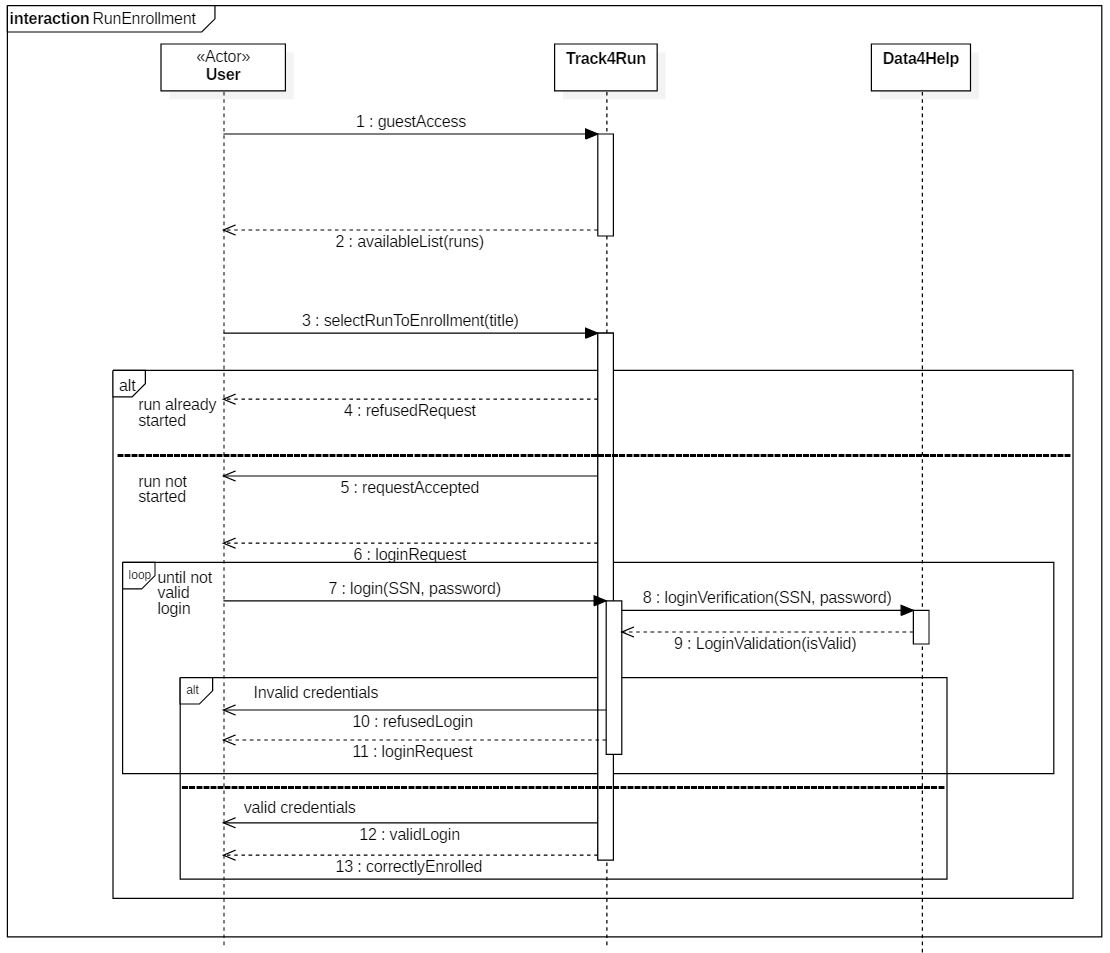 interaction RunEnrollment
«Actor»
User
Track4Run
Data4Help
1 : guestAccess
2 : availableList(runs)
3 : selectRunToEnrollment(title)
alt
run already
started
4 : refusedRequest
run not
started
5 : requestAccepted
6 : loginRequest
loop
until not
valid
login
7 : login(SSN, password)
8 : loginVerification(SSN, password)
9 : LoginValidation(isValid)
alt
Invalid credentials
10 : refusedLogin
11 : loginRequest
valid credentials
12 : validLogin
13 : correctlyEnrolled